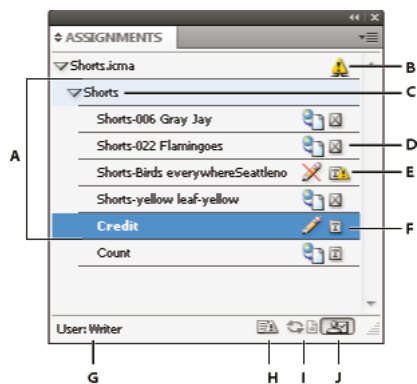 ASSIGNMENTS
Shorts.icma
B
Shorts
C
A
Shorts-006 Gray Jay
Shorts-022 Flamingoes
D
Shorts-Birds everywhereSeattleno
E
Shorts-yellow leaf-yellow
Credit
F
Count
User: Writer
G
H
I
J